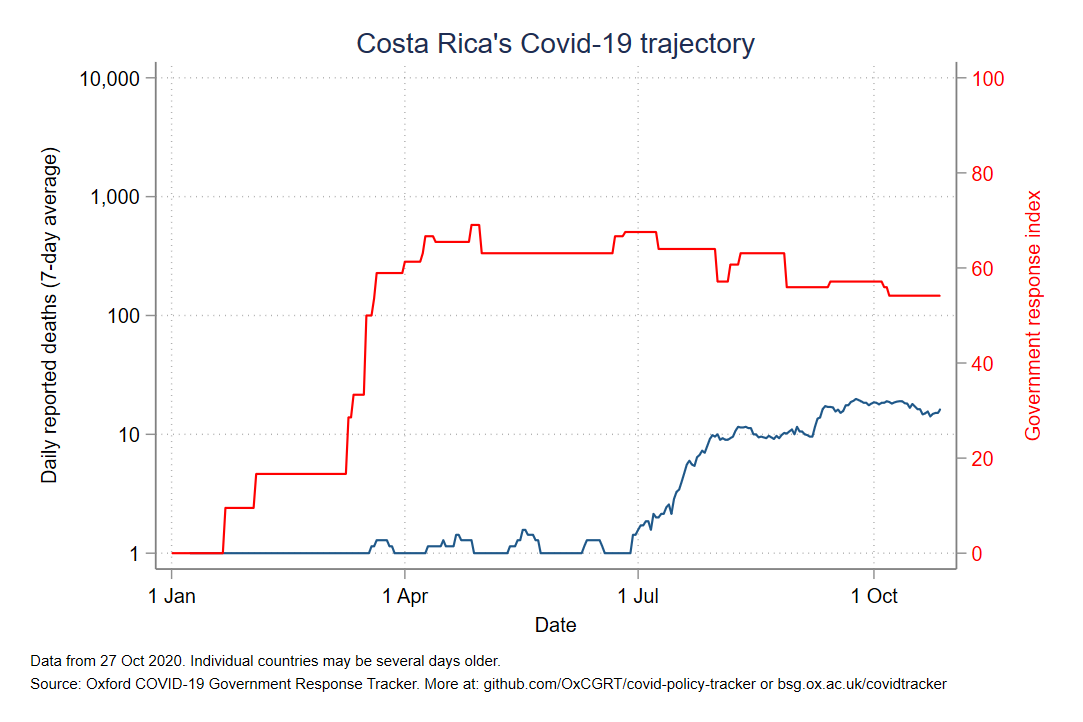 Costa Rica's Covid-19 trajectory
Daily reported deaths (7-day average)
10,000
1,000
100
10
1
100
80
60
40
20
0
Government response index
1 Jan
1 Apr
1 Jul
1 Oct
Date
Data from 27 Oct 2020. Individual countries may be several days older.
Source: Oxford COVID-19 Government Response Tracker. More at: github.com/OxCGRT/covid-policy-tracker or bsg.ox.ac.uk/covidtracker